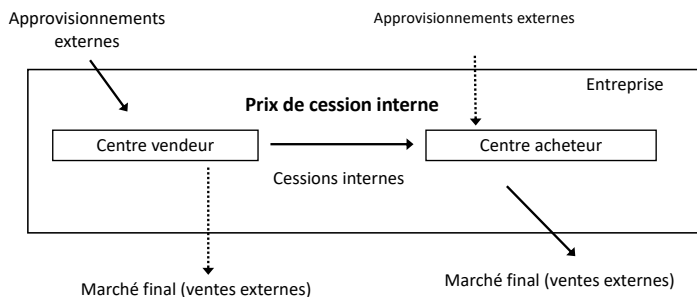 Approvisionnements
externes
Approvisionnements externes
Entreprise
Prix de cession interne
Centre vendeur
Centre acheteur
Cessions internes
Marché final (ventes externes)
Marché final (ventes externes)